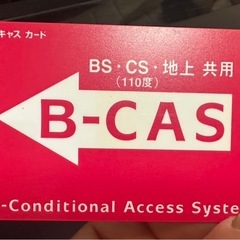 キャス カード
BS・CS・地上 共用
(110度)
B-CAS
-Conditional Access Syste